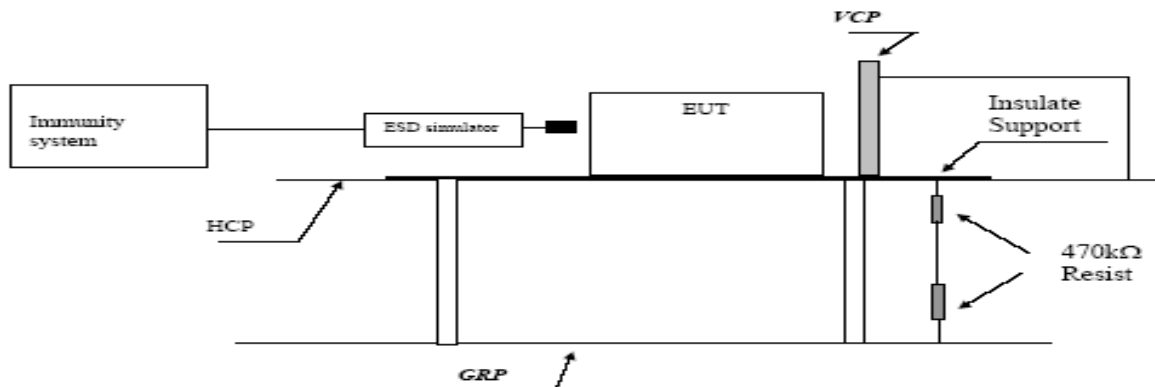 VCP
Immunity
system
ESD simulator
EUT
Insulate
Support
HCP
470kΩ
Resist
GRP